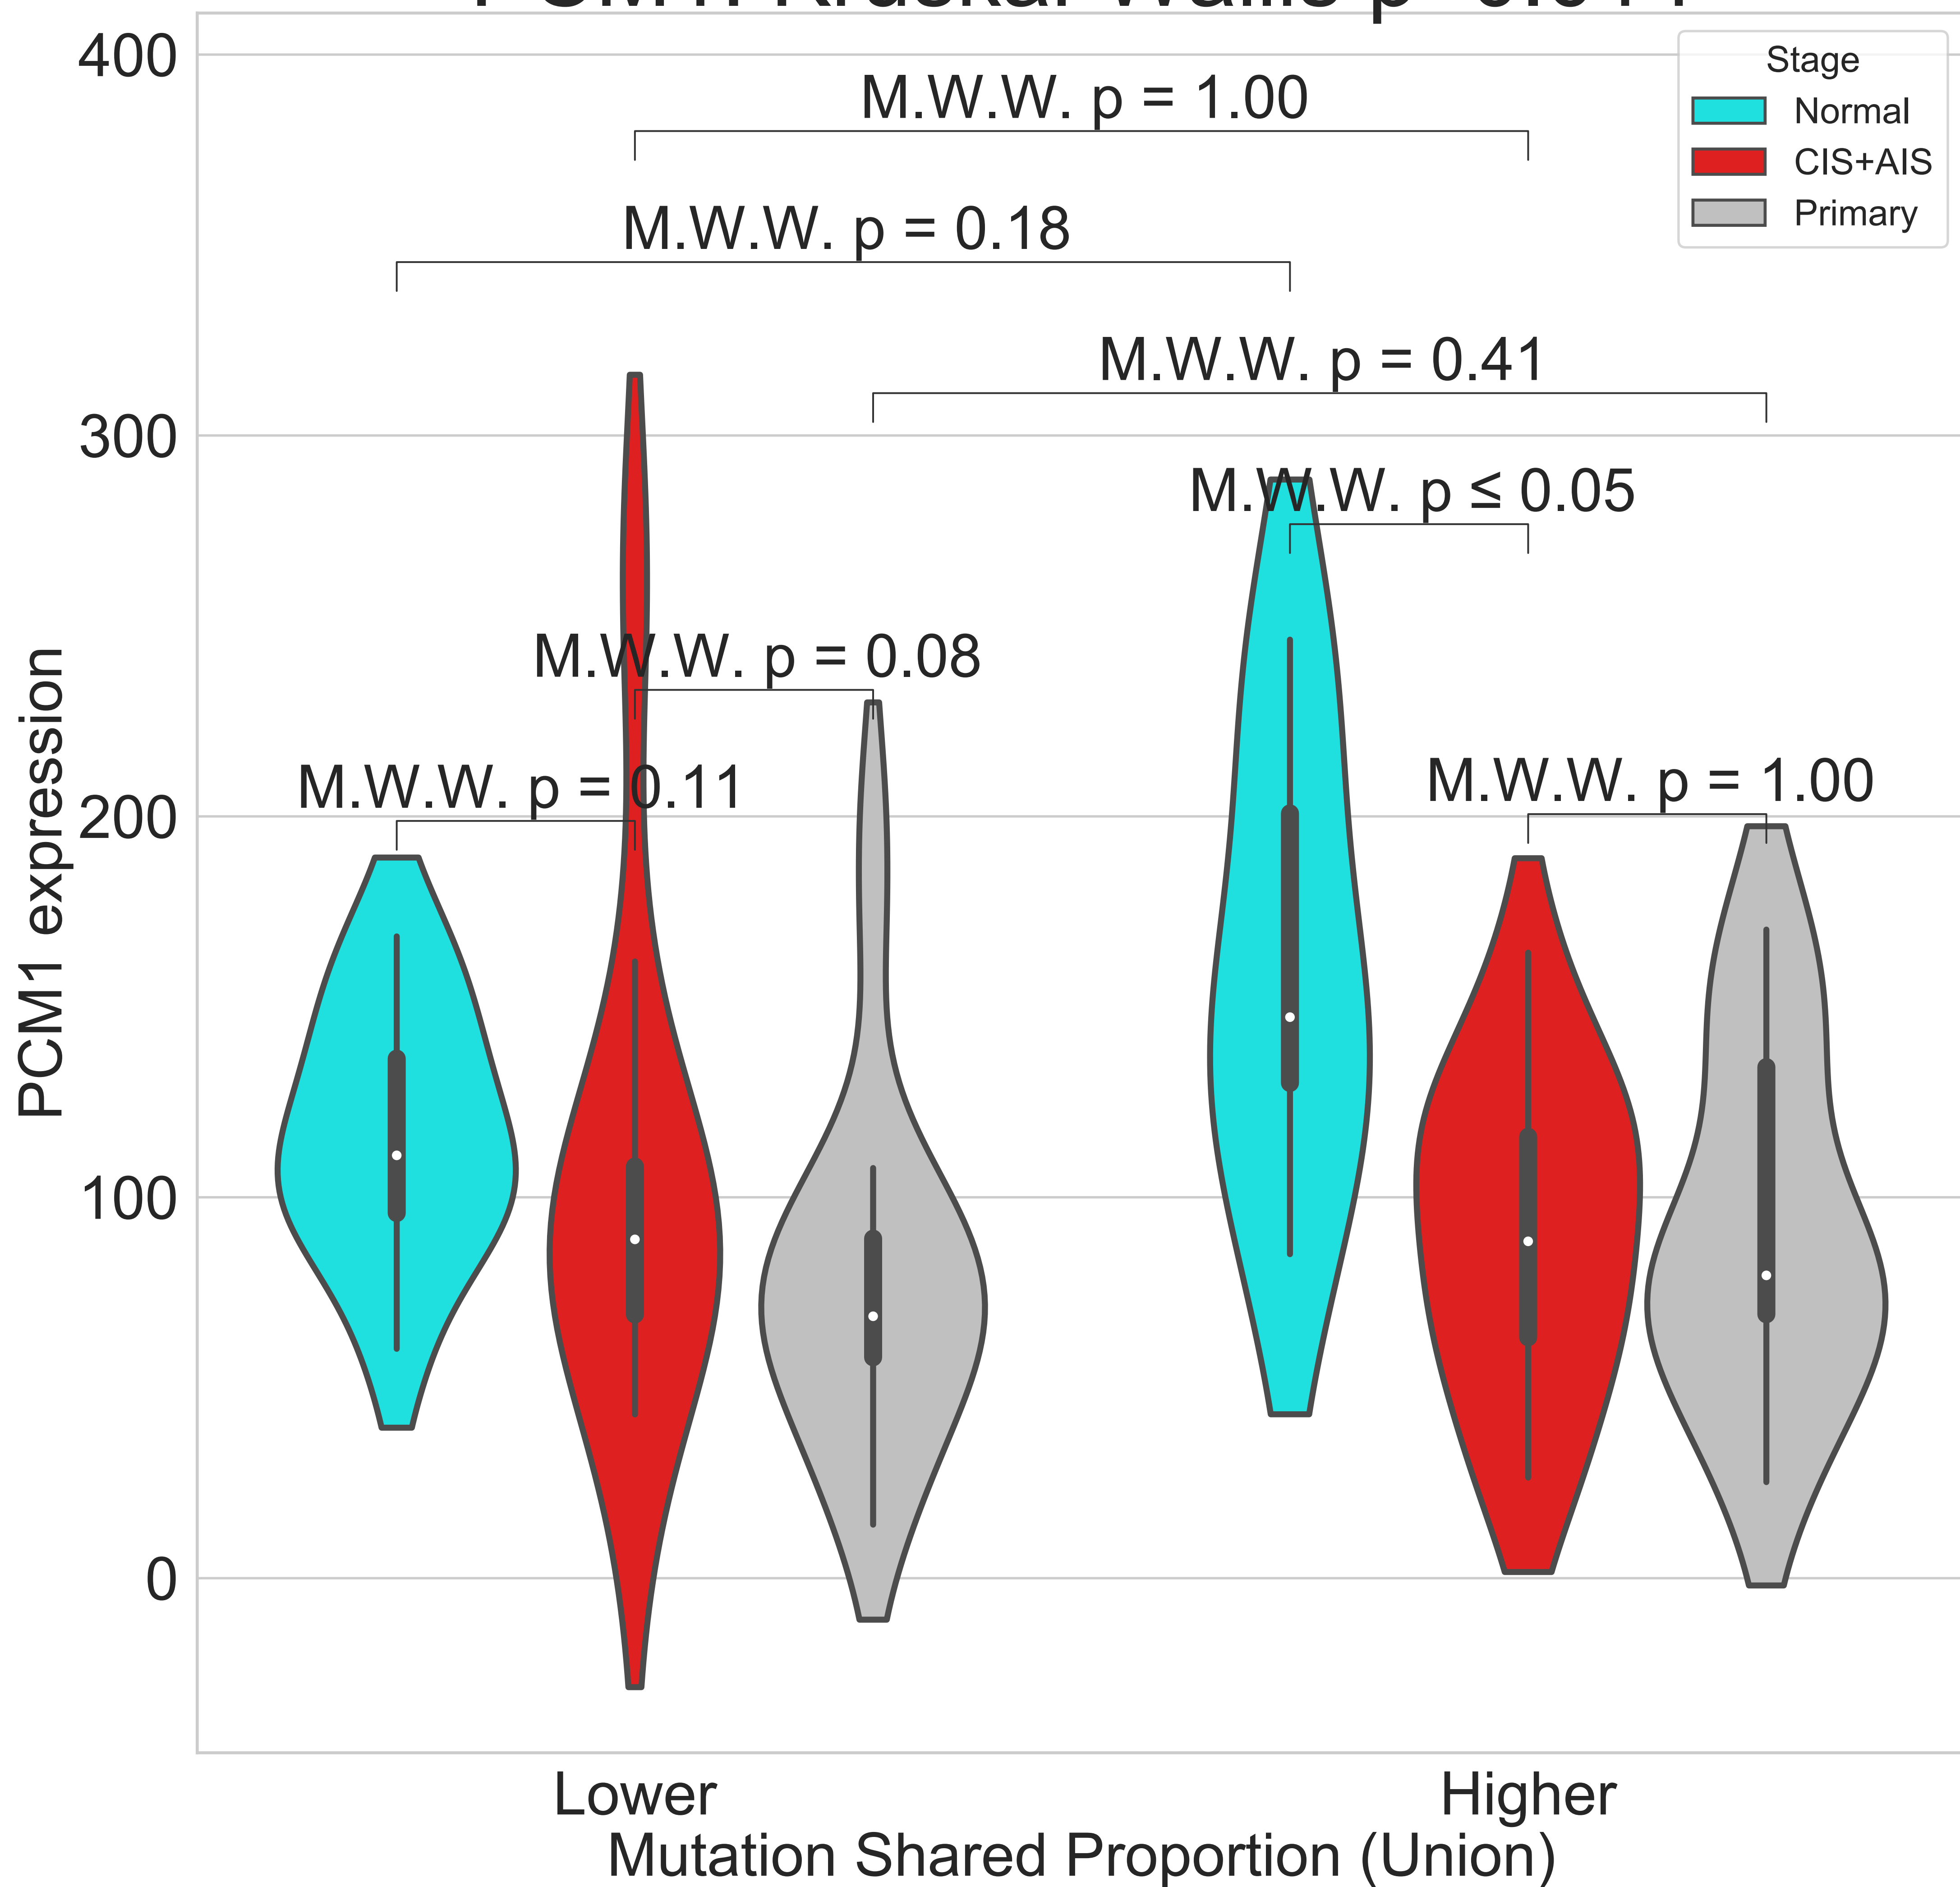 400
M.W.W. p = 1.00
M.W.W. p = 0.18
M.W.W. p = 0.41
300
M.W.W. p ≤ 0.05
M.W.W. p = 0.08
M.W.W. p = 0.11
M.W.W. p = 1.00
200
100
0
PCM1 expression
Stage
Normal
CIS+AIS
Primary
Lower
Higher
Mutation Shared Proportion (Union)